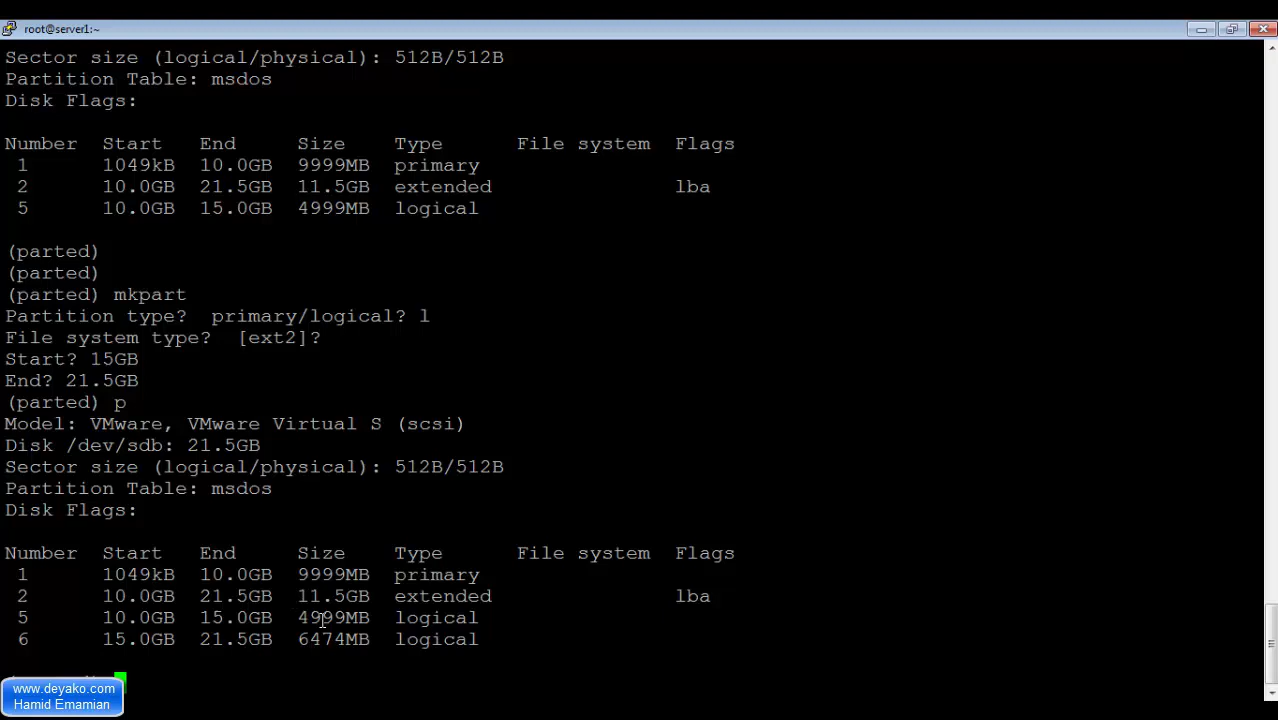 root@server1:~
Sector size (logical/physical): 512B/512B
Partition Table: msdos
Disk Flags:
Number  Start   End     Size    Type      File system  Flags
1      1049kB  10.0GB  9999MB  primary
2      10.0GB  21.5GB  11.5GB  extended               lba
5      10.0GB  15.0GB  4999MB  logical
(parted)
(parted)
(parted) mkpart
Partition type?  primary/logical? l
File system type?  [ext2]?
Start? 15GB
End? 21.5GB
(parted) p
Model: VMware, VMware Virtual S (scsi)
Disk /dev/sdb: 21.5GB
Sector size (logical/physical): 512B/512B
Partition Table: msdos
Disk Flags:
Number  Start   End     Size    Type      File system  Flags
1      1049kB  10.0GB  9999MB  primary
2      10.0GB  21.5GB  11.5GB  extended               lba
5      10.0GB  15.0GB  4999MB  logical
6      15.0GB  21.5GB  6474MB  logical
www.deyako.com
Hamid Emamian